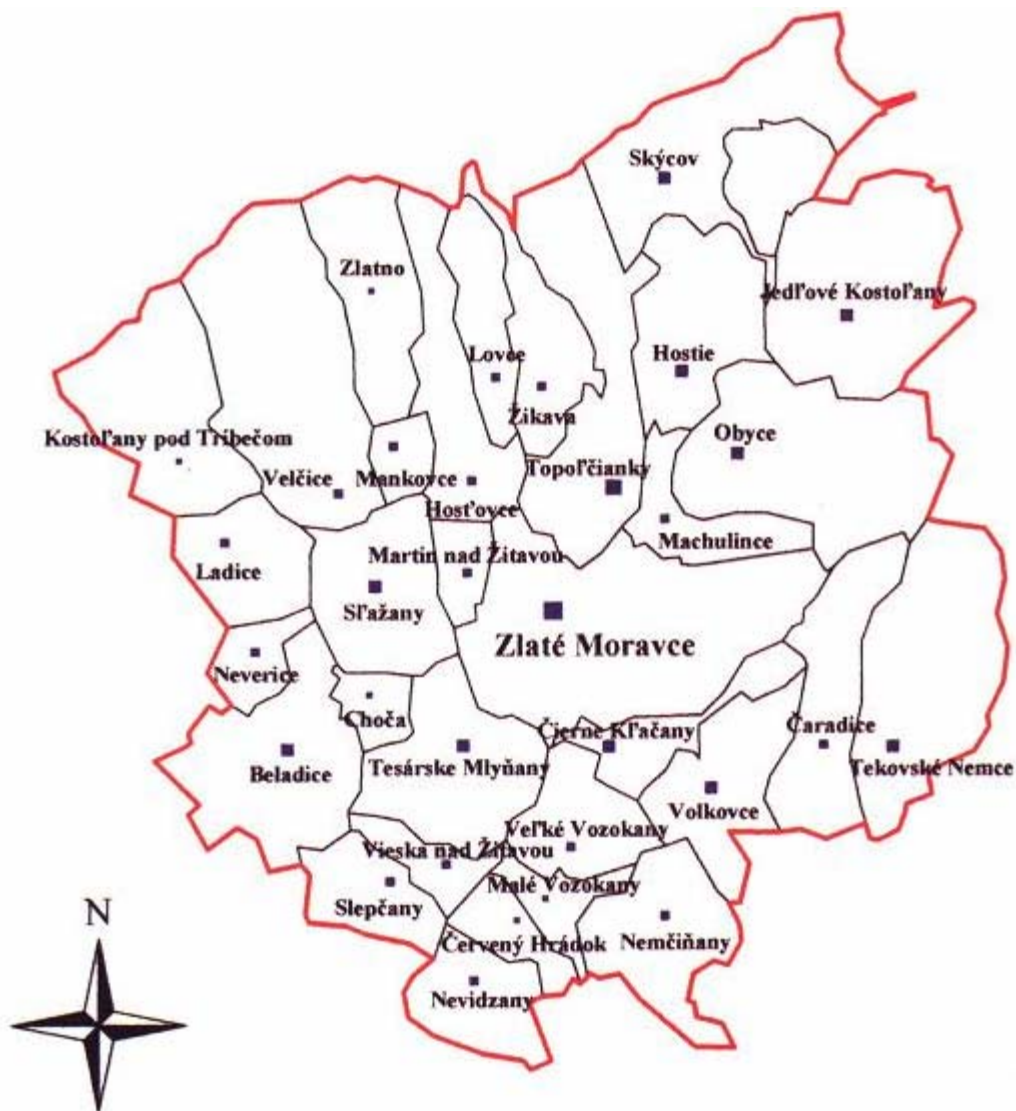 Skýcov
Zlatno
Jedľové Kostoľany
Lovce
Hostie
Žikava
Kostoľany pod Tríbečom
Obyce
Velčice
Mankovce
Topoľčianky
Hosťovce
Machulince
Martin nad Žitavou
Ladice
Sľažany
Zlaté Moravce
Neverice
Choča
Čierne Kľačany
Čaradice
Beladice
Tesárske Mlyňany
Tekovské Nemce
Volkovce
Veľké Vozokany
Vieska nad Žitavou
Malé Vozokany
Slepčany
Červený Hrádok
Nemčiňany
N
Nevidzany